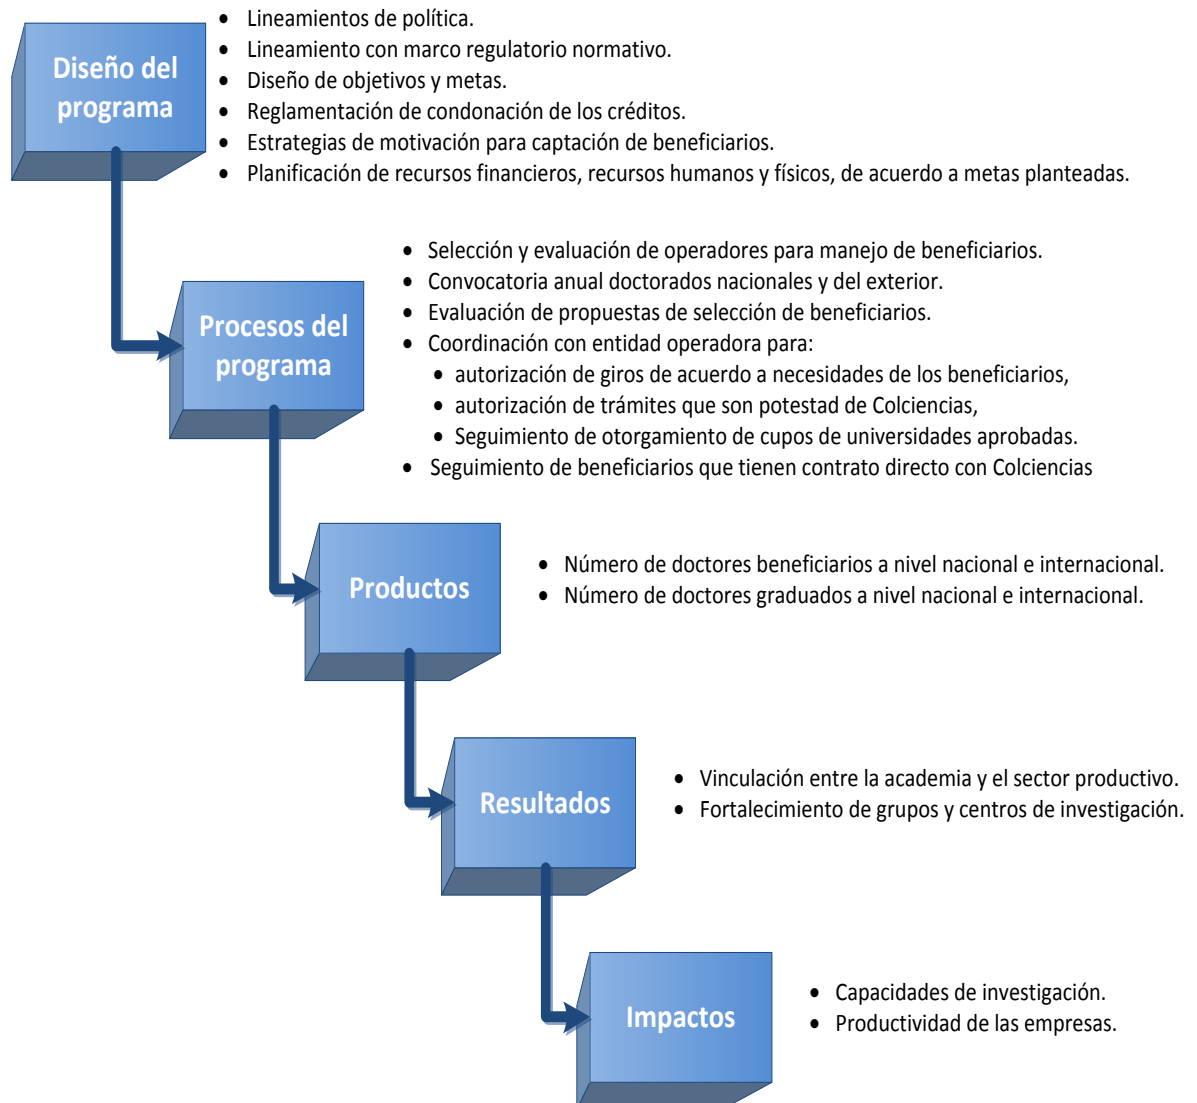 Diseño del
programa
• Lineamientos de política.
• Lineamiento con marco regulatorio normativo.
• Diseño de objetivos y metas.
• Reglamentación de condonación de los créditos.
• Estrategias de motivación para captación de beneficiarios.
• Planificación de recursos financieros, recursos humanos y físicos, de acuerdo a metas planteadas.
Procesos del
programa
• Selección y evaluación de operadores para manejo de beneficiarios.
• Convocatoria anual doctorados nacionales y del exterior.
• Evaluación de propuestas de selección de beneficiarios.
• Coordinación con entidad operadora para:
• autorización de giros de acuerdo a necesidades de los beneficiarios,
• autorización de trámites que son potestad de Colciencias,
• Seguimiento de otorgamiento de cupos de universidades aprobadas.
• Seguimiento de beneficiarios que tienen contrato directo con Colciencias
Productos
• Número de doctores beneficiarios a nivel nacional e internacional.
• Número de doctores graduados a nivel nacional e internacional.
Resultados
• Vinculación entre la academia y el sector productivo.
• Fortalecimiento de grupos y centros de investigación.
Impactos
• Capacidades de investigación.
• Productividad de las empresas.